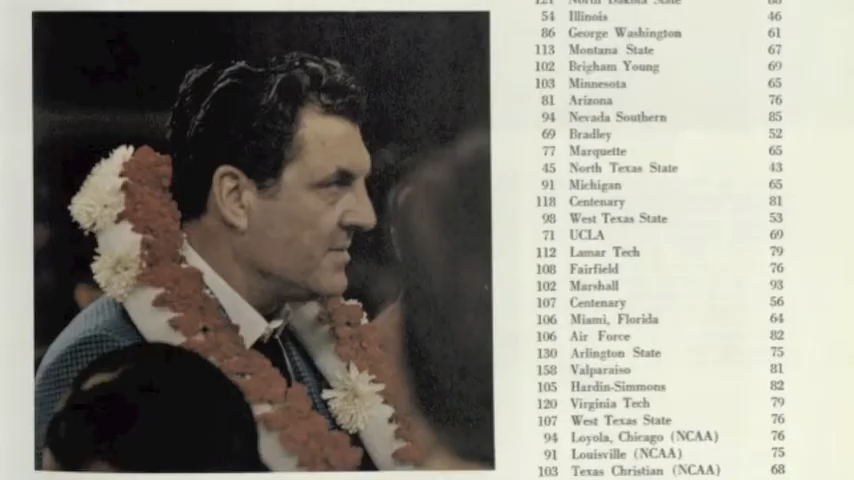 121 North Dakota State 88
54 Illinois 46
86 George Washington 61
113 Montana State 67
102 Brigham Young 69
103 Minnesota 65
81 Arizona 76
94 Nevada Southern 85
69 Bradley 52
77 Marquette 65
45 North Texas State 43
91 Michigan 65
118 Centenary 81
98 West Texas State 53
71 UCLA 69
112 Lamar Tech 79
108 Fairfield 76
102 Marshall 93
107 Centenary 56
106 Miami, Florida 64
106 Air Force 82
130 Arlington State 75
158 Valparaiso 81
105 Hardin-Simmons 82
120 Virginia Tech 79
107 West Texas State 76
94 Loyola, Chicago (NCAA) 76
91 Louisville (NCAA) 75
103 Texas Christian (NCAA) 68